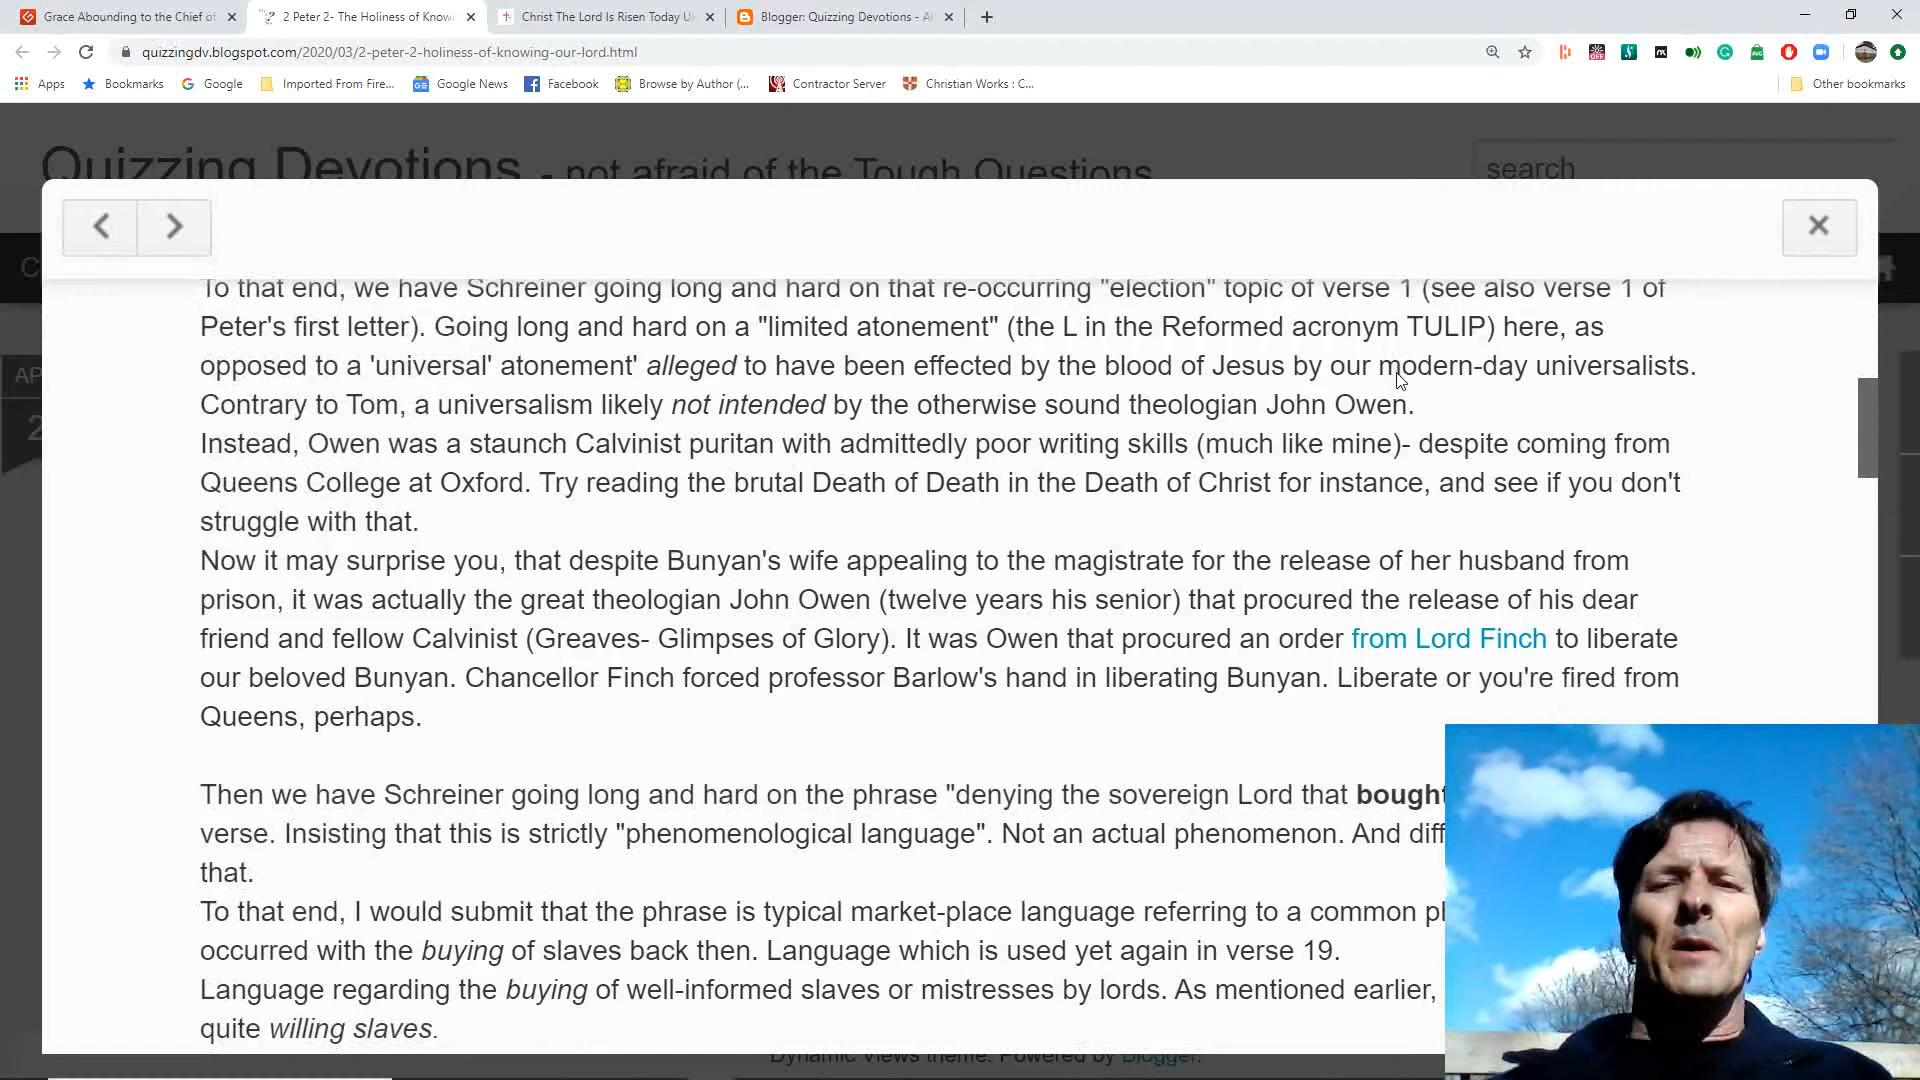 Grace Abounding to the Chief of
2 Peter 2- The Holiness of Know
Christ The Lord Is Risen Today U
Blogger: Quizzing Devotions - A
quizzingdv.blogspot.com/2020/03/2-peter-2-holiness-of-knowing-our-lord.html
Apps
Bookmarks
Google
Imported From Fire...
Google News
Facebook
Browse by Author (...
Contractor Server
Christian Works : C...
Other bookmarks
Quizzing Devotions - not afraid of the Tough Questions
search
To that end, we have Schreiner going long and hard on that re-occurring "election" topic of verse 1 (see also verse 1 of
Peter's first letter). Going long and hard on a "limited atonement" (the L in the Reformed acronym TULIP) here, as
opposed to a 'universal' atonement' alleged to have been effected by the blood of Jesus by our modern-day universalists.
Contrary to Tom, a universalism likely not intended by the otherwise sound theologian John Owen.
Instead, Owen was a staunch Calvinist puritan with admittedly poor writing skills (much like mine)- despite coming from
Queens College at Oxford. Try reading the brutal Death of Death in the Death of Christ for instance, and see if you don't
struggle with that.
Now it may surprise you, that despite Bunyan's wife appealing to the magistrate for the release of her husband from
prison, it was actually the great theologian John Owen (twelve years his senior) that procured the release of his dear
friend and fellow Calvinist (Greaves- Glimpses of Glory). It was Owen that procured an order from Lord Finch to liberate
our beloved Bunyan. Chancellor Finch forced professor Barlow's hand in liberating Bunyan. Liberate or you're fired from
Queens, perhaps.
Then we have Schreiner going long and hard on the phrase "denying the sovereign Lord that bought
verse. Insisting that this is strictly "phenomenological language". Not an actual phenomenon. And diff
that.
To that end, I would submit that the phrase is typical market-place language referring to a common
occurred with the buying of slaves back then. Language which is used yet again in verse 19.
Language regarding the buying of well-informed slaves or mistresses by lords. As mentioned earlier,
quite willing slaves.
Dynamic Views theme. Powered by Blogger.